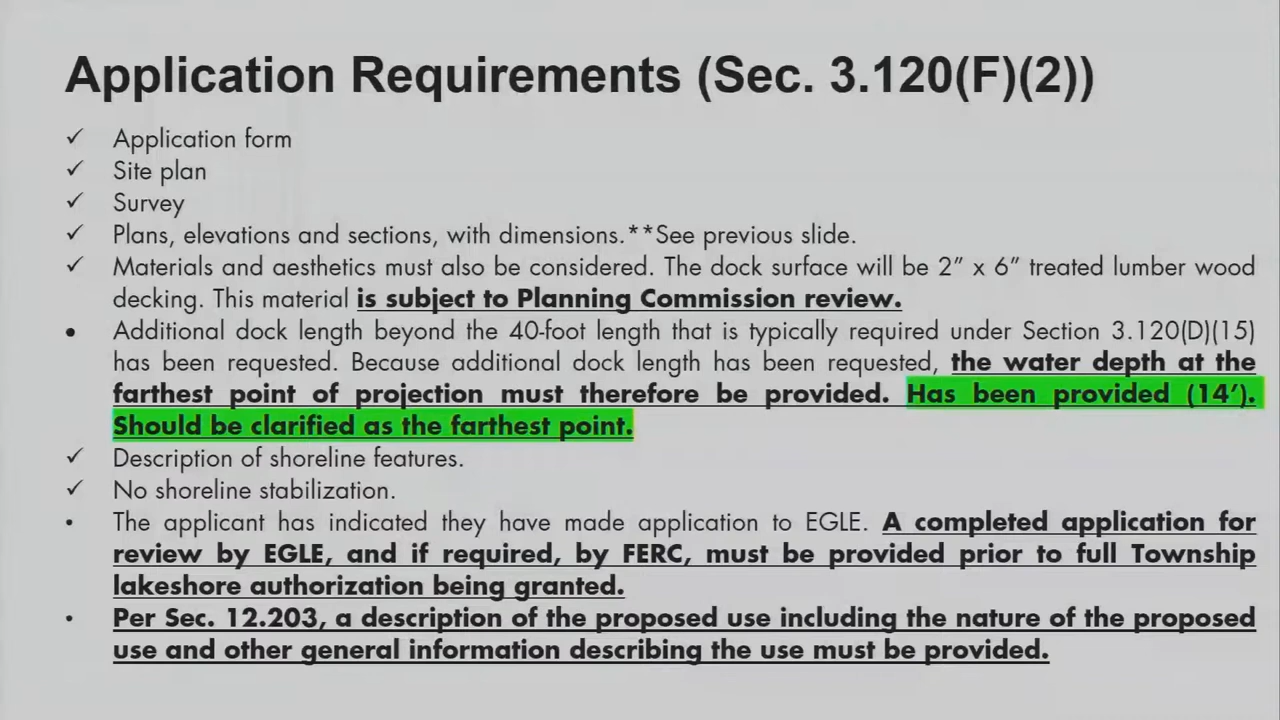 Application Requirements (Sec. 3.120(F)(2))
✓ Application form
✓ Site plan
✓ Survey
✓ Plans, elevations and sections, with dimensions.**See previous slide.
✓ Materials and aesthetics must also be considered. The dock surface will be 2” x 6” treated lumber wood
decking. This material is subject to Planning Commission review.
• Additional dock length beyond the 40-foot length that is typically required under Section 3.120(D)(15)
has been requested. Because additional dock length has been requested, the water depth at the
farthest point of projection must therefore be provided. Has been provided (14’).
Should be clarified as the farthest point.
✓ Description of shoreline features.
✓ No shoreline stabilization.
• The applicant has indicated they have made application to EGLE. A completed application for
review by EGLE, and if required, by FERC, must be provided prior to full Township
lakeshore authorization being granted.
• Per Sec. 12.203, a description of the proposed use including the nature of the proposed
use and other general information describing the use must be provided.